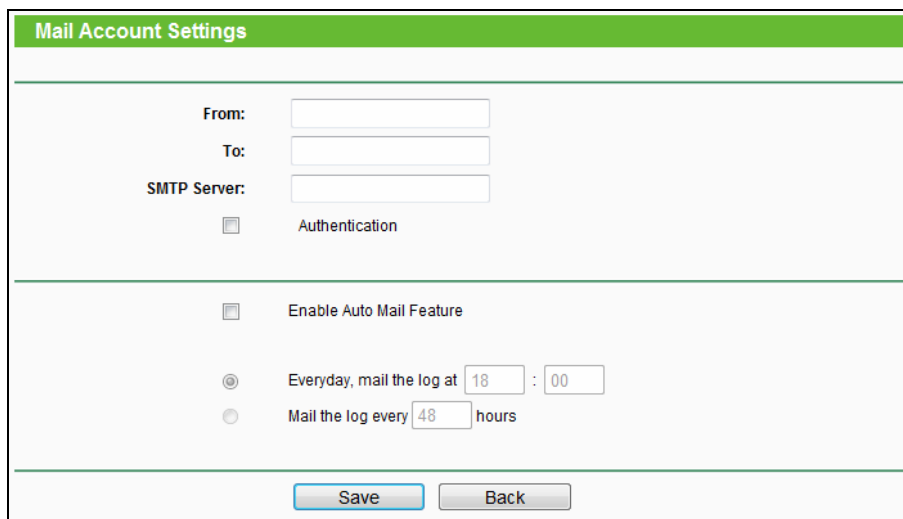 Mail Account Settings
From:
To:
SMTP Server:
Authentication
Enable Auto Mail Feature
Everyday, mail the log at 18 : 00
Mail the log every 48 hours
Save Back